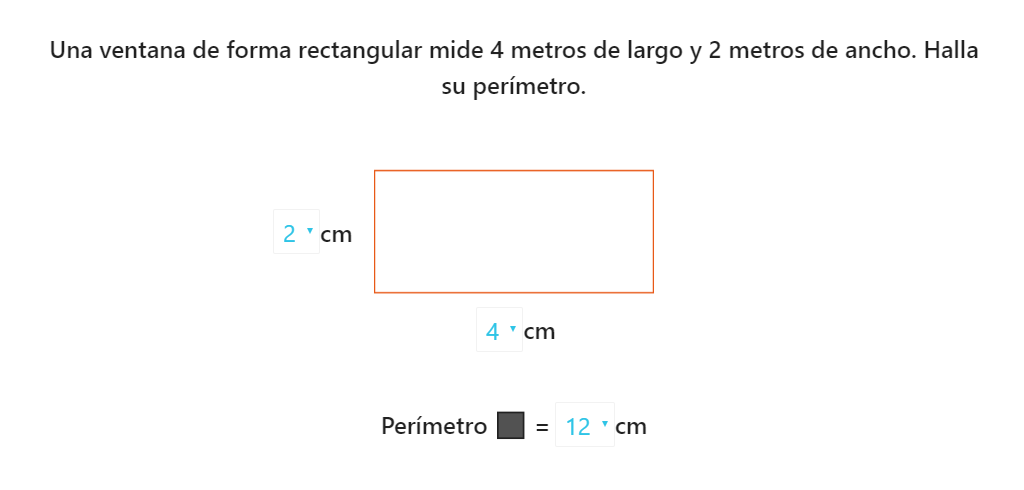 Una ventana de forma rectangular mide 4 metros de largo y 2 metros de ancho. Halla
su perímetro.
2 cm
4 cm
Perímetro = 12 cm